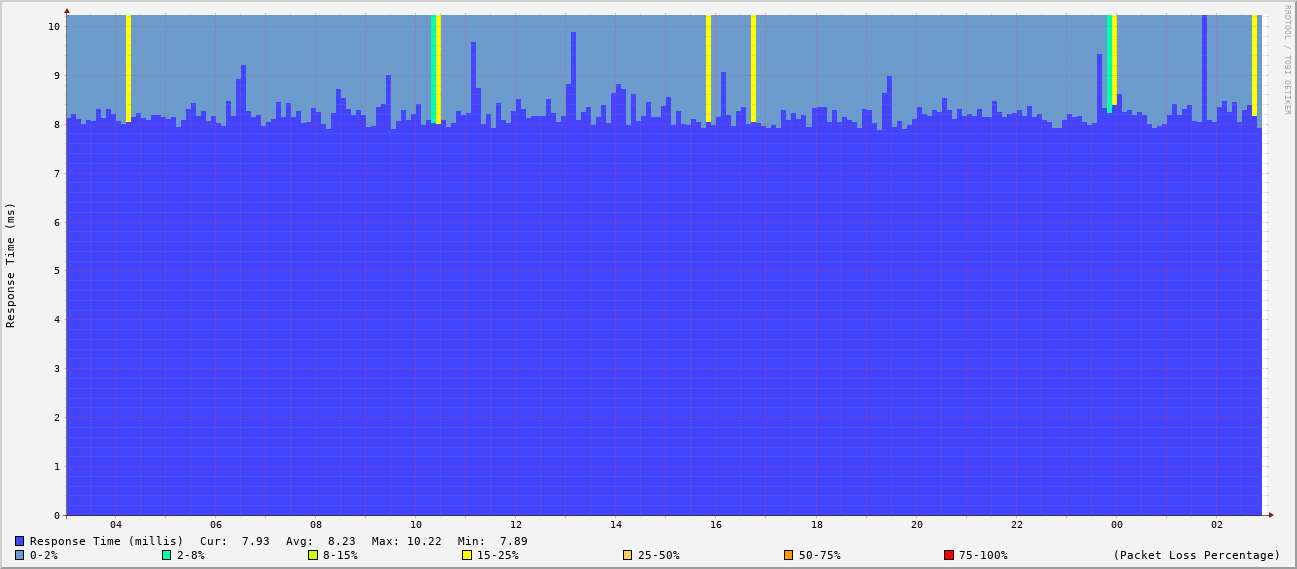 RRDTOOL / TOBI OETIKER
Response Time (ms)
10
9
8
7
6
5
4
3
2
1
0
04 06 08 10 12 14 16 18 20 22 00 02
Response Time (millis) Cur: 7.93 Avg: 8.23 Max: 10.22 Min: 7.89
0-2% 2-8% 8-15% 15-25% 25-50% 50-75% 75-100% (Packet Loss Percentage)